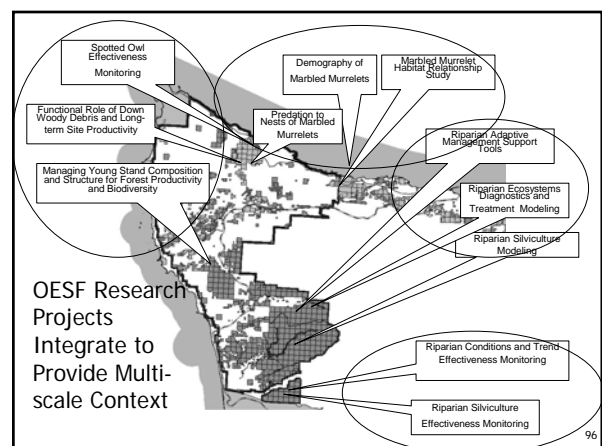 Spotted Owl
Effectiveness
Monitoring
Functional Role of Down
Woody Debris and Long-
term Site Productivity
Managing Young Stand Composition
and Structure for Forest Productivity
and Biodiversity
Predation to
Nests of Marbled
Murrelets
Demography
of Marbled Murrelets
Marbled Murrelet
Habitat Relationship
Study
Riparian Adaptive
Management Support
Tools
Riparian Ecosystems
Diagnostics and
Treatment Modeling
Riparian Silviculture
Modeling
OESF Research
Projects
Integrate to
Provide Multi-
scale Context
Riparian Conditions and Trend
Effectiveness Monitoring
Riparian Silviculture
Effectiveness Monitoring
96